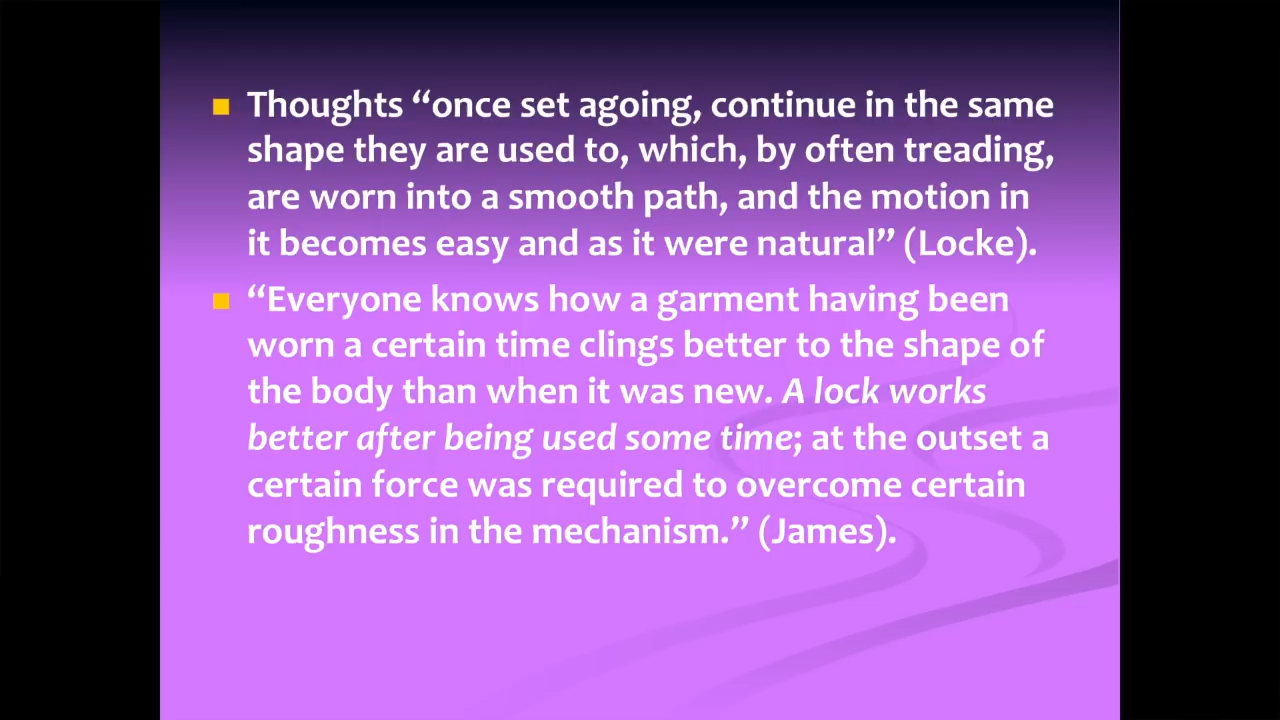 Thoughts “once set agoing, continue in the same
shape they are used to, which, by often treading,
are worn into a smooth path, and the motion in
it becomes easy and as it were natural” (Locke).
“Everyone knows how a garment having been
worn a certain time clings better to the shape of
the body than when it was new. A lock works
better after being used some time; at the outset a
certain force was required to overcome certain
roughness in the mechanism.” (James).